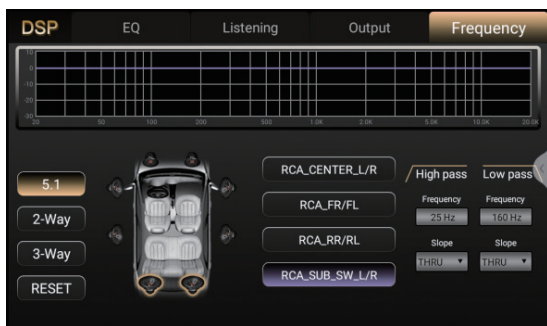 DSP EQ Listening Output Frequency
10
0
-10
-20
-30
20 50 100 200 500 1.0K 2.0K 5.0K 10.0K 20.0K
5.1
2-Way
3-Way
RESET
RCA_CENTER_L/R
RCA_FR/FL
RCA_RR/RL
RCA_SUB_SW_L/R
High pass Low pass
Frequency Frequency
25 Hz 160 Hz
Slope Slope
THRU THRU